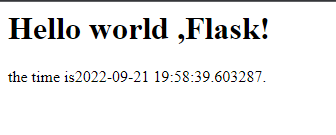 Hello world ,Flask!
the time is2022-09-21 19:58:39.603287.